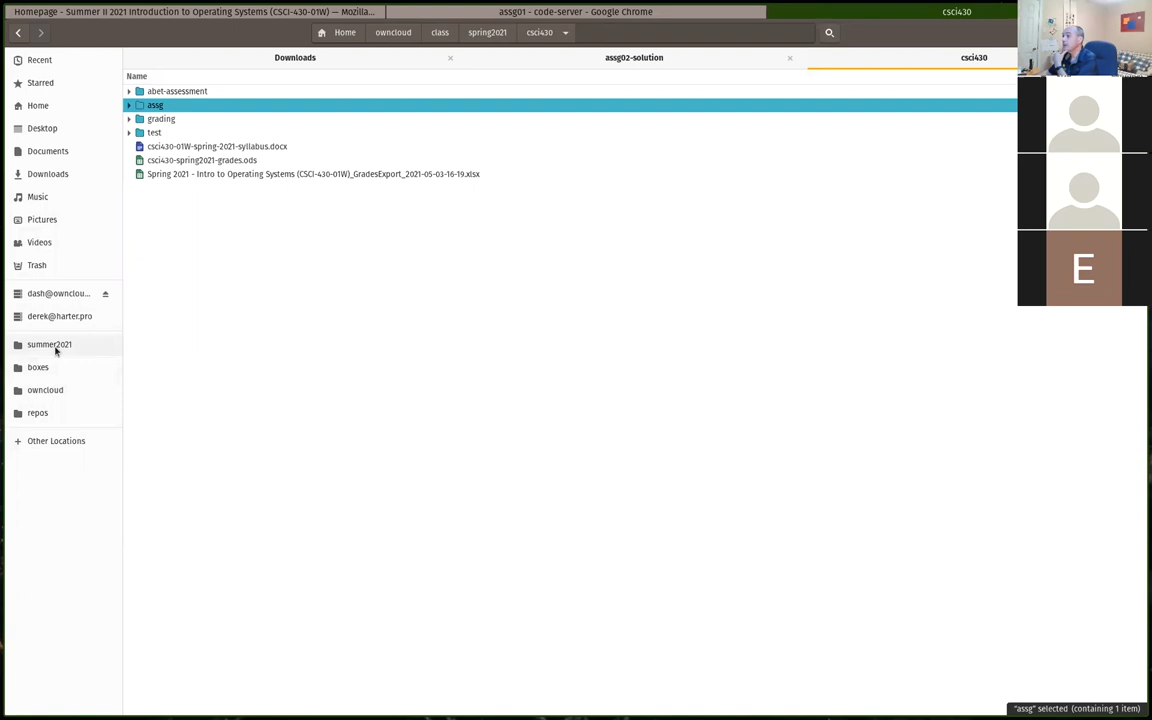 Homepage - Summer II 2021 Introduction to Operating Systems (CSCI-430-01W) — Mozilla...
assg01 - code-server - Google Chrome
csci430
Home
owncloud
class
spring2021
csci430
Downloads
assg02-solution
csci430
Name
Recent
Starred
Home
Desktop
Documents
Downloads
Music
Pictures
Videos
Trash
dash@ownclou...
derek@harter.pro
summer2021
boxes
owncloud
repos
Other Locations
abet-assessment
assg
grading
test
csci430-01W-spring-2021-syllabus.docx
csci430-spring2021-grades.ods
Spring 2021 - Intro to Operating Systems (CSCI-430-01W)_GradesExport_2021-05-03-16-19.xlsx
E
"assg" selected (containing 1 item)